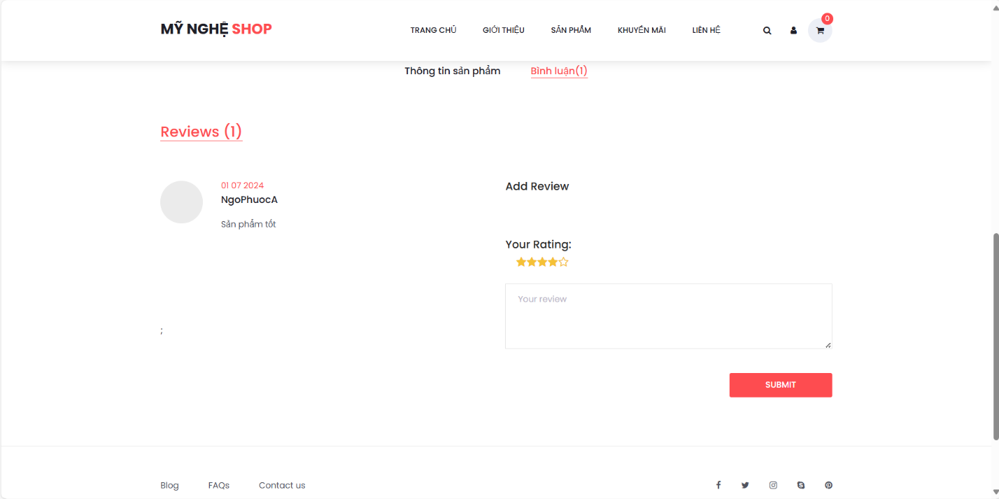 MỸ NGHỆ SHOP
TRANG CHỦ
GIỚI THIỆU
SẢN PHẨM
KHUYẾN MÃI
LIÊN HỆ
0
Thông tin sản phẩm
Bình luận(1)
Reviews (1)
01 07 2024
NgoPhuocA
Sản phẩm tốt
;
Add Review
Your Rating:
Your review
SUBMIT
Blog
FAQs
Contact us